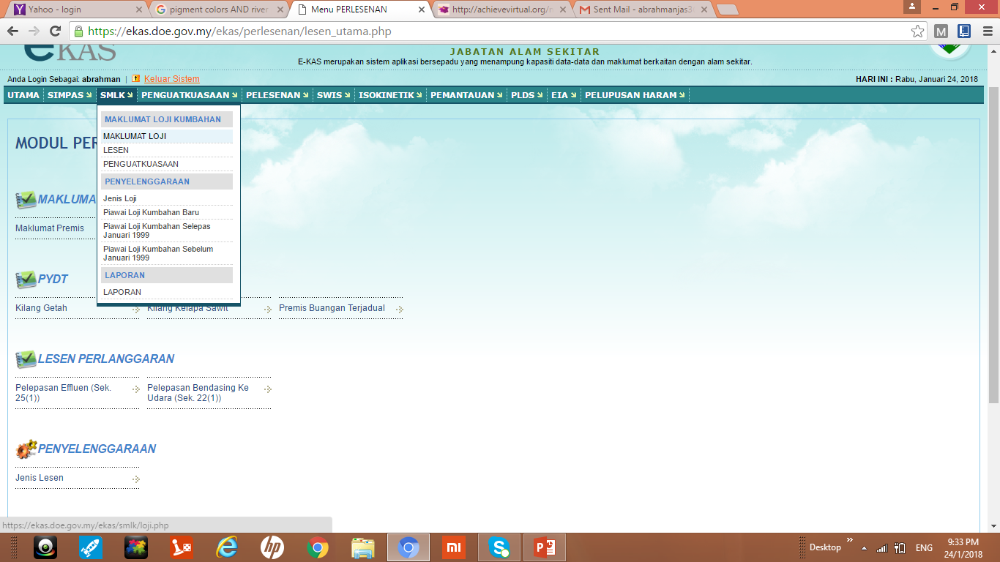 Yahoo - login
pigment colors AND river
Menu PERLESENAN
http://achievevirtual.org/
Sent Mail - abrahmanjas3
https://ekas.doe.gov.my/ekas/perlesenan/lesen_utama.php
eKAS
JABATAN ALAM SEKITAR
E-KAS merupakan sistem aplikasi bersepadu yang menampung kapasiti data-data dan maklumat berkaitan dengan alam sekitar.
Anda Login Sebagai: abrahman | Keluar Sistem
HARI INI : Rabu, Januari 24, 2018
UTAMA SIMPAS SMLK PENGUATKUASAAN PELESENAN SWIS ISOKINETIK PEMANTAUAN PLDS EIA PELUPUSAN HARAM
MAKLUMAT LOJI KUMBAHAN
MAKLUMAT LOJI
LESEN
PENGUATKUASAAN
PENYELENGGARAAN
Jenis Loji
Piawai Loji Kumbahan Baru
Piawai Loji Kumbahan Selepas
Januari 1999
Piawai Loji Kumbahan Sebelum
Januari 1999
LAPORAN
LAPORAN
MODUL PER
MAKLUMA
Maklumat Premis
PYDT
Kilang Getah
Kilang Kelapa Sawit
Premis Buangan Terjadual
LESEN PERLANGGARAN
Pelepasan Effluen (Sek.
25(1))
Pelepasan Bendasing Ke
Udara (Sek. 22(1))
PENYELENGGARAAN
Jenis Lesen
https://ekas.doe.gov.my/ekas/smlk/loji.php
Desktop
ENG
9:33 PM
24/1/2018